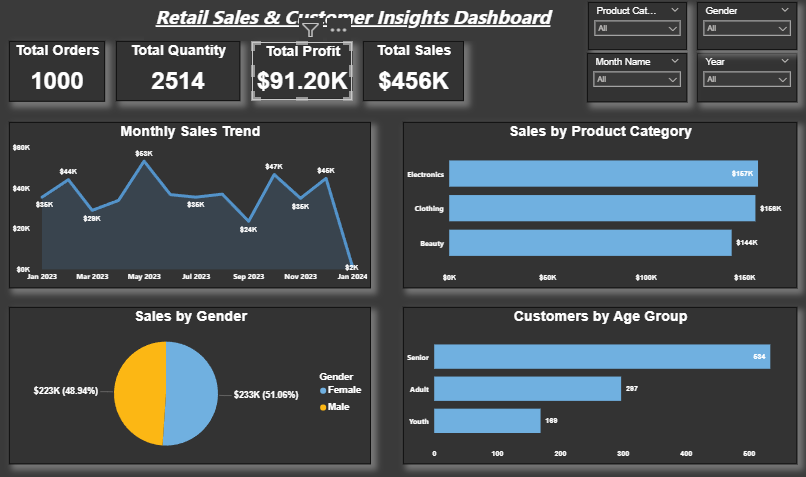 Retail Sales & Customer Insights Dashboard
Product Cat...
All
Gender
All
Month Name
All
Year
All
Total Orders
1000
Total Quantity
2514
Total Profit
$91.20K
Total Sales
$456K
Monthly Sales Trend
$60K
$40K
$20K
$0K
$35K
$44K
$29K
$53K
$35K
$24K
$47K
$35K
$45K
$2K
Jan 2023
Mar 2023
May 2023
Jul 2023
Sep 2023
Nov 2023
Jan 2024
Sales by Product Category
Electronics
$157K
Clothing
$156K
Beauty
$144K
$0K
$50K
$100K
$150K
Sales by Gender
$223K (48.94%)
$233K (51.06%)
Gender
Female
Male
Customers by Age Group
Senior
534
Adult
297
Youth
169
0
100
200
300
400
500